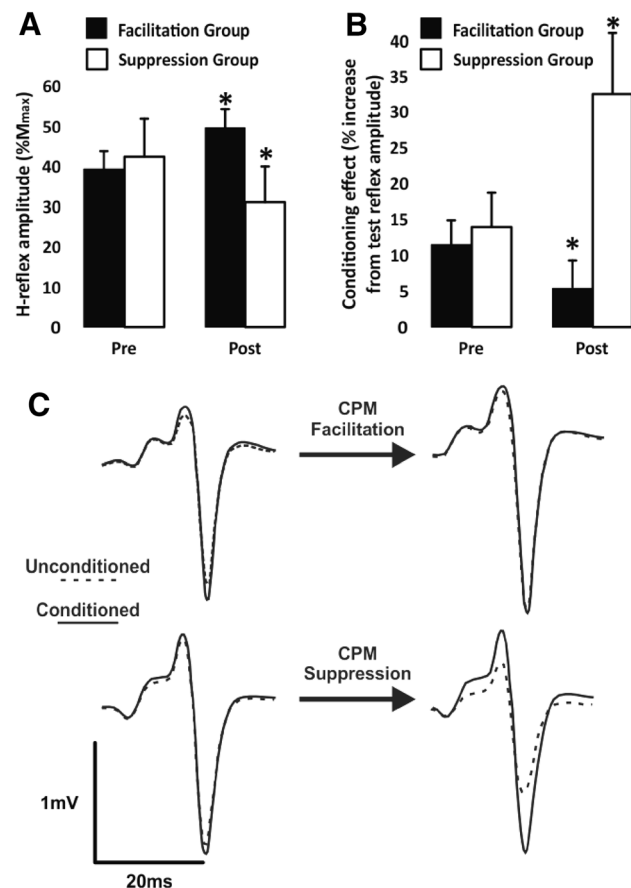 A
Facilitation Group
Suppression Group
H-reflex amplitude (%Mmax)
60
50
40
30
20
10
0
*
*
Pre
Post
B
Facilitation Group
Suppression Group
Conditioning effect (% increase
from test reflex amplitude)
40
35
30
25
20
15
10
5
0
*
*
Pre
Post
C
CPM
Facilitation
Unconditioned
Conditioned
CPM
Suppression
1mV
20ms